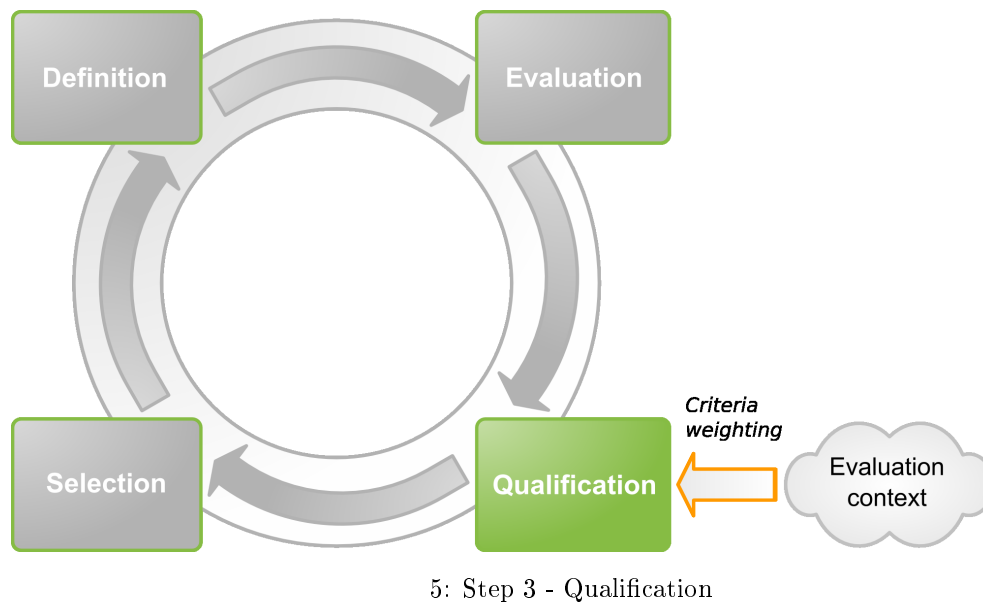 Definition
Evaluation
Criteria
weighting
Selection
Qualification
Evaluation
context
5: Step 3 - Qualification